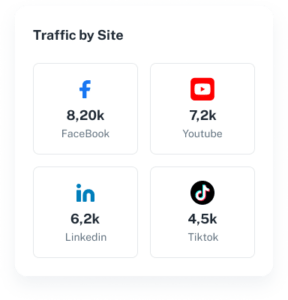 Traffic by Site
8,20k
FaceBook
7,2k
Youtube
6,2k
Linkedin
4,5k
Tiktok